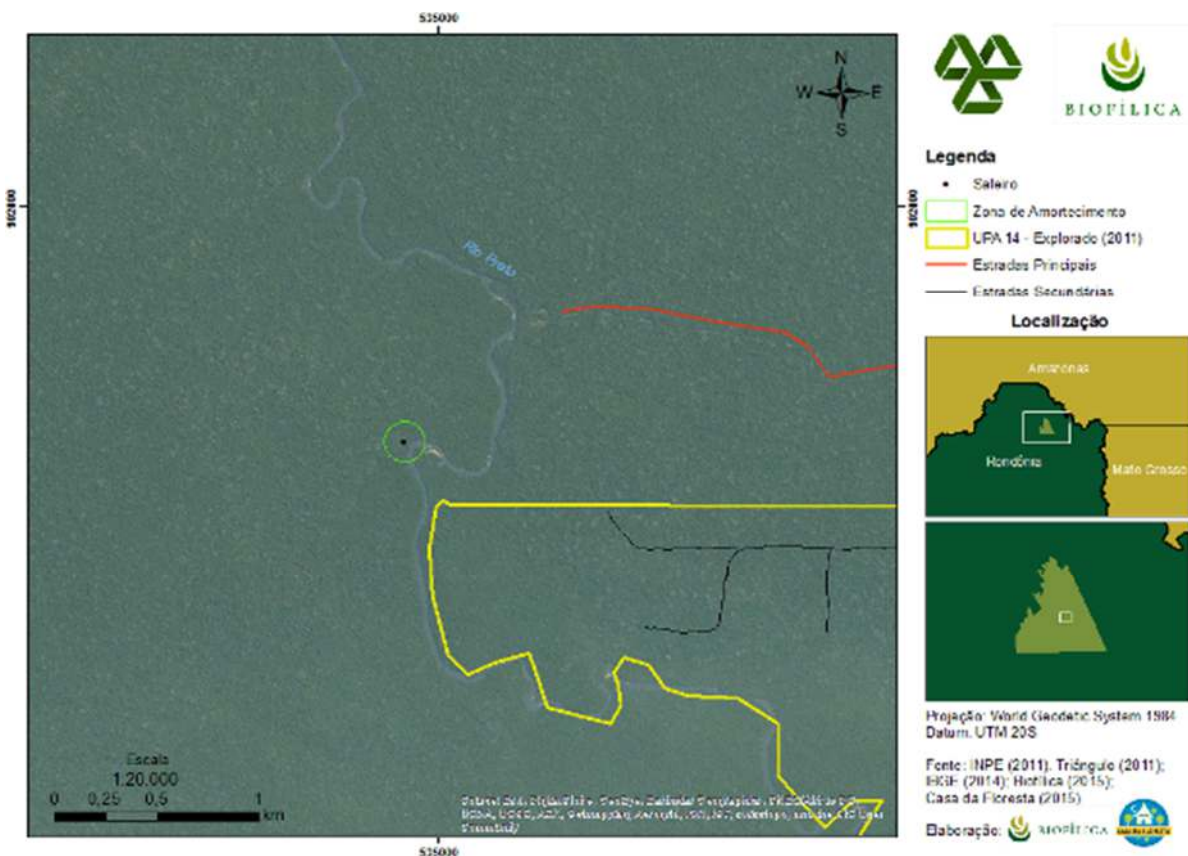 535000
N
W E
S
BIOFÍLICA
Legenda
Saleiro
Zona de Amortecimento
UPA 14 - Explorado (2011)
Estradas Principais
Estradas Secundárias
Rio Preto
Localização
Amazonas
Rondônia
Mato Grosso
Projeção: World Geodetic System 1984
Datum: UTM 20S
Fonte: INPE (2011); Triângulo (2011);
IBGE (2014); Biofílica (2015);
Casa da Floresta (2015)
Elaboração: BIOFÍLICA
Escala
1:20.000
0 0,25 0,5 1
km
535000